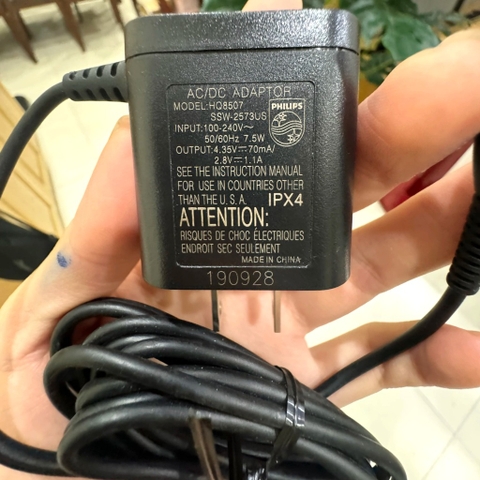 AC/DC ADAPTOR
MODEL:HQ8507
SSW-2573US
PHILIPS
INPUT:100-240V~
50/60Hz 7.5W
OUTPUT:4.35V⎓70mA/
2.8V⎓1.1A
SEE THE INSTRUCTION MANUAL
FOR USE IN COUNTRIES OTHER
THAN THE U.S.A. IPX4
ATTENTION:
RISQUES DE CHOC ÉLECTRIQUES
ENDROIT SEC SEULEMENT
MADE IN CHINA
190928